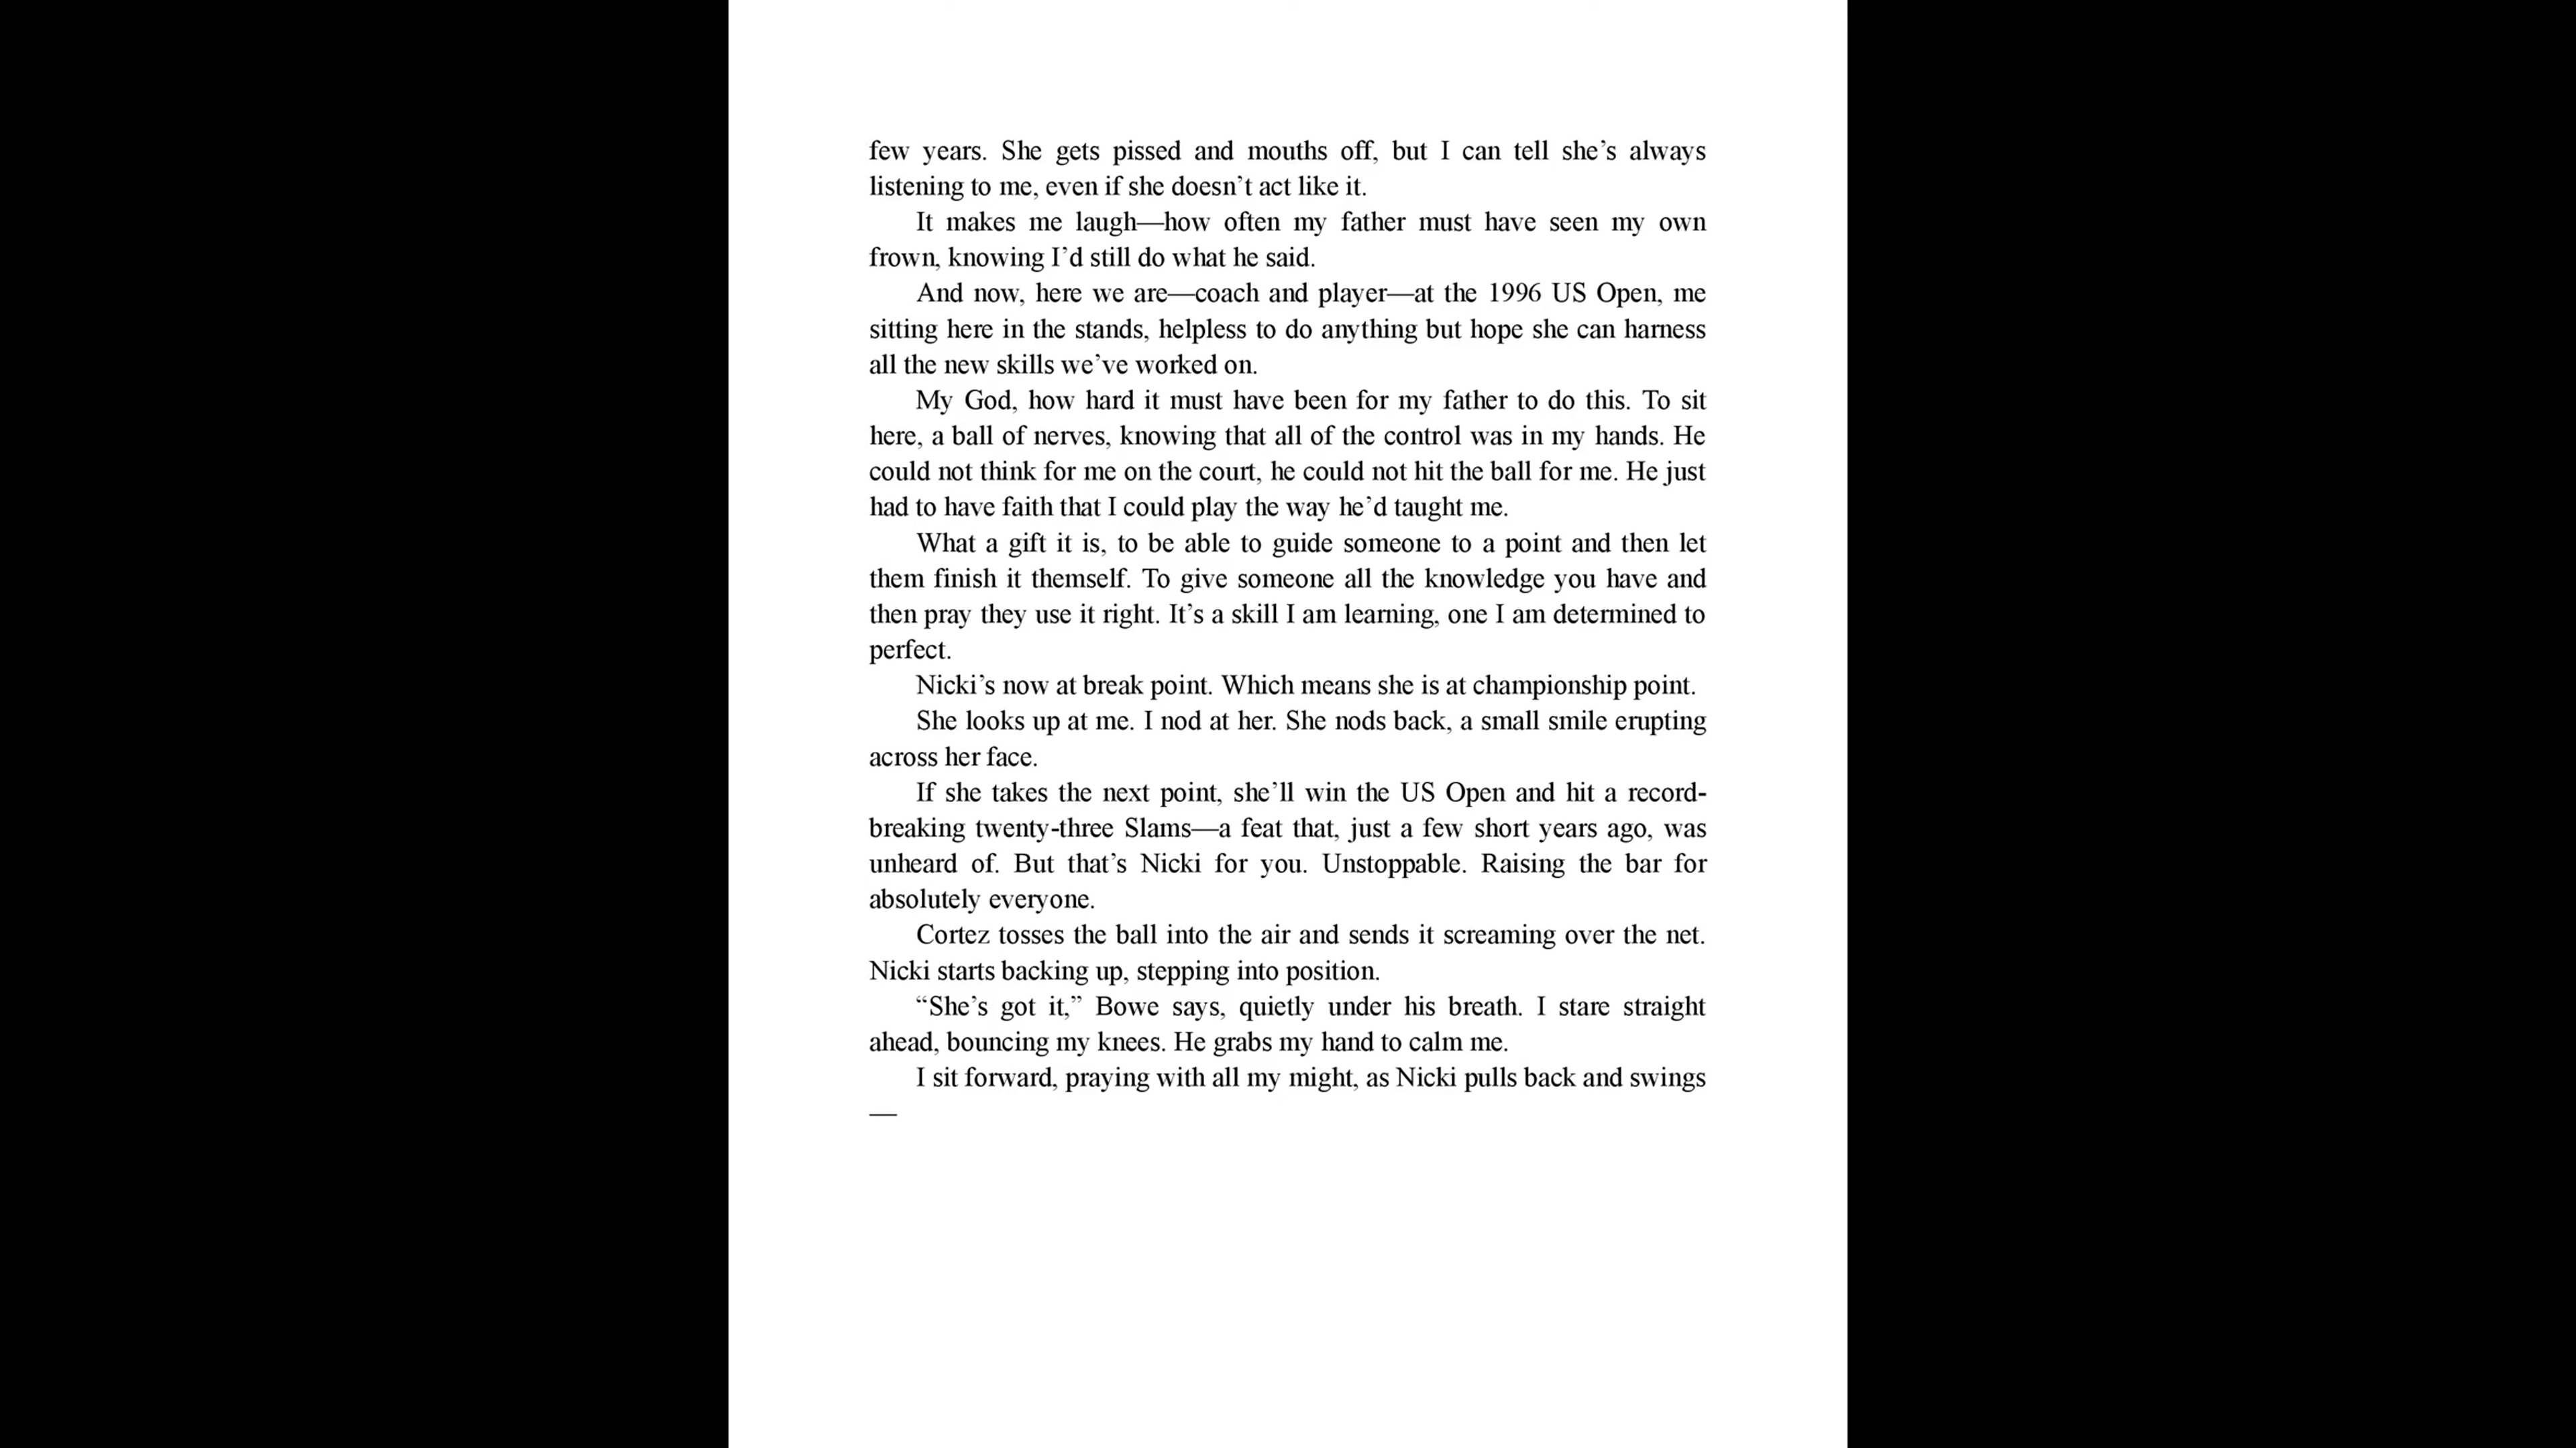 few years. She gets pissed and mouths off, but I can tell she’s always
listening to me, even if she doesn’t act like it.
It makes me laugh—how often my father must have seen my own
frown, knowing I’d still do what he said.
And now, here we are—coach and player—at the 1996 US Open, me
sitting here in the stands, helpless to do anything but hope she can harness
all the new skills we’ve worked on.
My God, how hard it must have been for my father to do this. To sit
here, a ball of nerves, knowing that all of the control was in my hands. He
could not think for me on the court, he could not hit the ball for me. He just
had to have faith that I could play the way he’d taught me.
What a gift it is, to be able to guide someone to a point and then let
them finish it themself. To give someone all the knowledge you have and
then pray they use it right. It’s a skill I am learning, one I am determined to
perfect.
Nicki’s now at break point. Which means she is at championship point.
She looks up at me. I nod at her. She nods back, a small smile erupting
across her face.
If she takes the next point, she’ll win the US Open and hit a record-
breaking twenty-three Slams—a feat that, just a few short years ago, was
unheard of. But that’s Nicki for you. Unstoppable. Raising the bar for
absolutely everyone.
Cortez tosses the ball into the air and sends it screaming over the net.
Nicki starts backing up, stepping into position.
“She’s got it,” Bowe says, quietly under his breath. I stare straight
ahead, bouncing my knees. He grabs my hand to calm me.
I sit forward, praying with all my might, as Nicki pulls back and swings
—